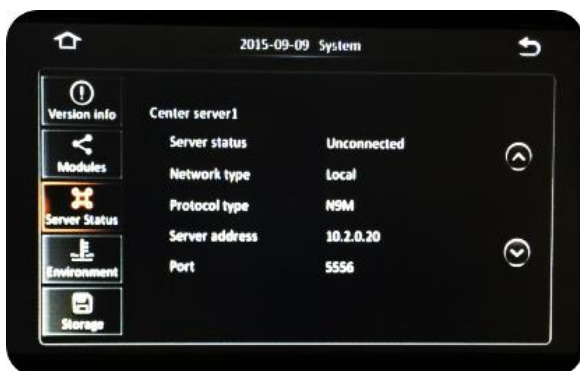 2015-09-09 System
Version info
Modules
Server Status
Environment
Storage
Center server1
Server status Unconnected
Network type Local
Protocol type N9M
Server address 10.2.0.20
Port 5556